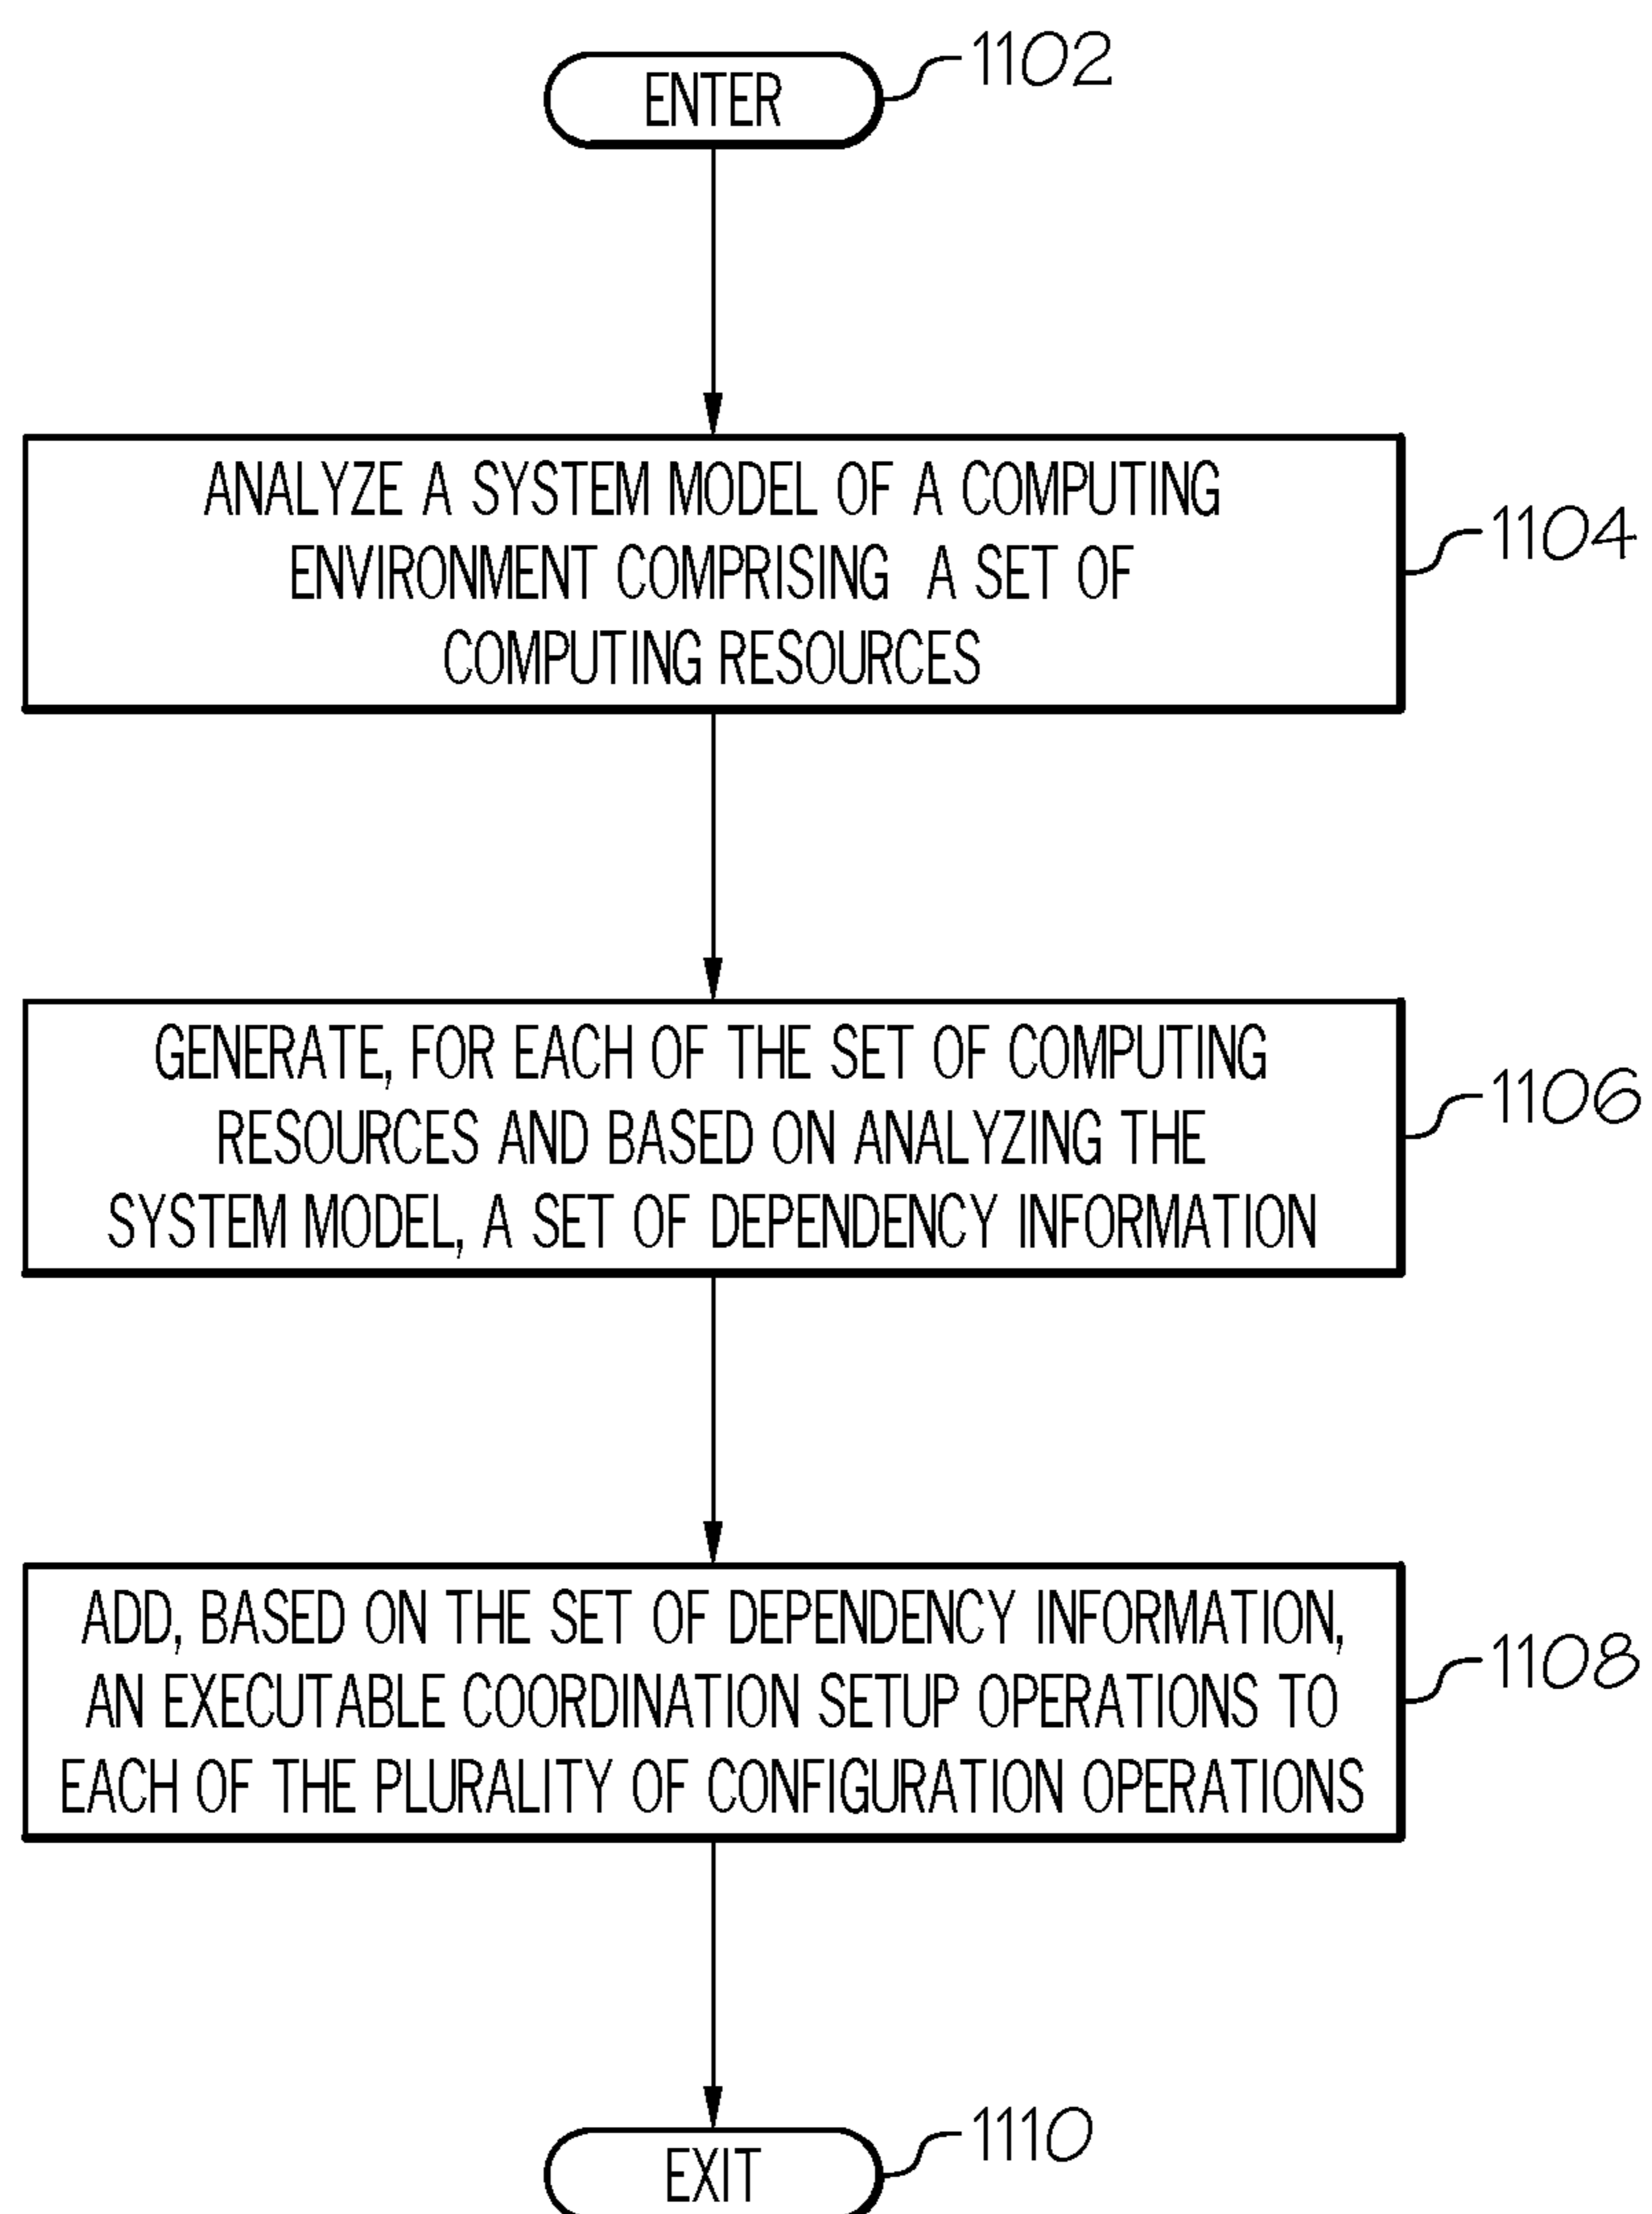 ENTER
1102
ANALYZE A SYSTEM MODEL OF A COMPUTING
ENVIRONMENT COMPRISING A SET OF
COMPUTING RESOURCES
1104
GENERATE, FOR EACH OF THE SET OF COMPUTING
RESOURCES AND BASED ON ANALYZING THE
SYSTEM MODEL, A SET OF DEPENDENCY INFORMATION
1106
ADD, BASED ON THE SET OF DEPENDENCY INFORMATION,
AN EXECUTABLE COORDINATION SETUP OPERATIONS TO
EACH OF THE PLURALITY OF CONFIGURATION OPERATIONS
1108
EXIT
1110